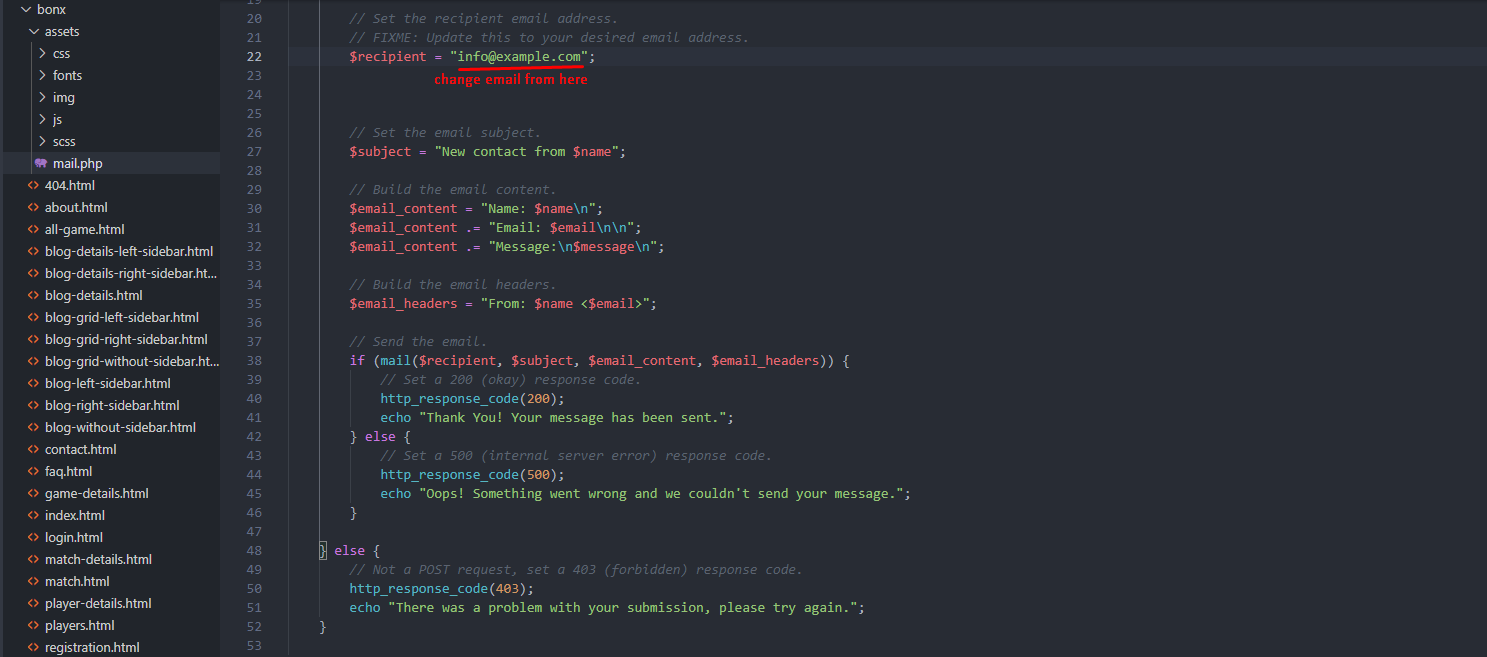 bonx
assets
css
fonts
img
js
scss
mail.php
404.html
about.html
all-game.html
blog-details-left-sidebar.html
blog-details-right-sidebar.ht...
blog-details.html
blog-grid-left-sidebar.html
blog-grid-right-sidebar.html
blog-grid-without-sidebar.ht...
blog-left-sidebar.html
blog-right-sidebar.html
blog-without-sidebar.html
contact.html
faq.html
game-details.html
index.html
login.html
match-details.html
match.html
player-details.html
players.html
registration.html
19
20 // Set the recipient email address.
21 // FIXME: Update this to your desired email address.
22 $recipient = "info@example.com";
23 change email from here
24
25
26 // Set the email subject.
27 $subject = "New contact from $name";
28
29 // Build the email content.
30 $email_content = "Name: $name\n";
31 $email_content .= "Email: $email\n\n";
32 $email_content .= "Message:\n$message\n";
33
34 // Build the email headers.
35 $email_headers = "From: $name <$email>";
36
37 // Send the email.
38 if (mail($recipient, $subject, $email_content, $email_headers)) {
39 // Set a 200 (okay) response code.
40 http_response_code(200);
41 echo "Thank You! Your message has been sent.";
42 } else {
43 // Set a 500 (internal server error) response code.
44 http_response_code(500);
45 echo "Oops! Something went wrong and we couldn't send your message.";
46 }
47
48 } else {
49 // Not a POST request, set a 403 (forbidden) response code.
50 http_response_code(403);
51 echo "There was a problem with your submission, please try again.";
52 }
53